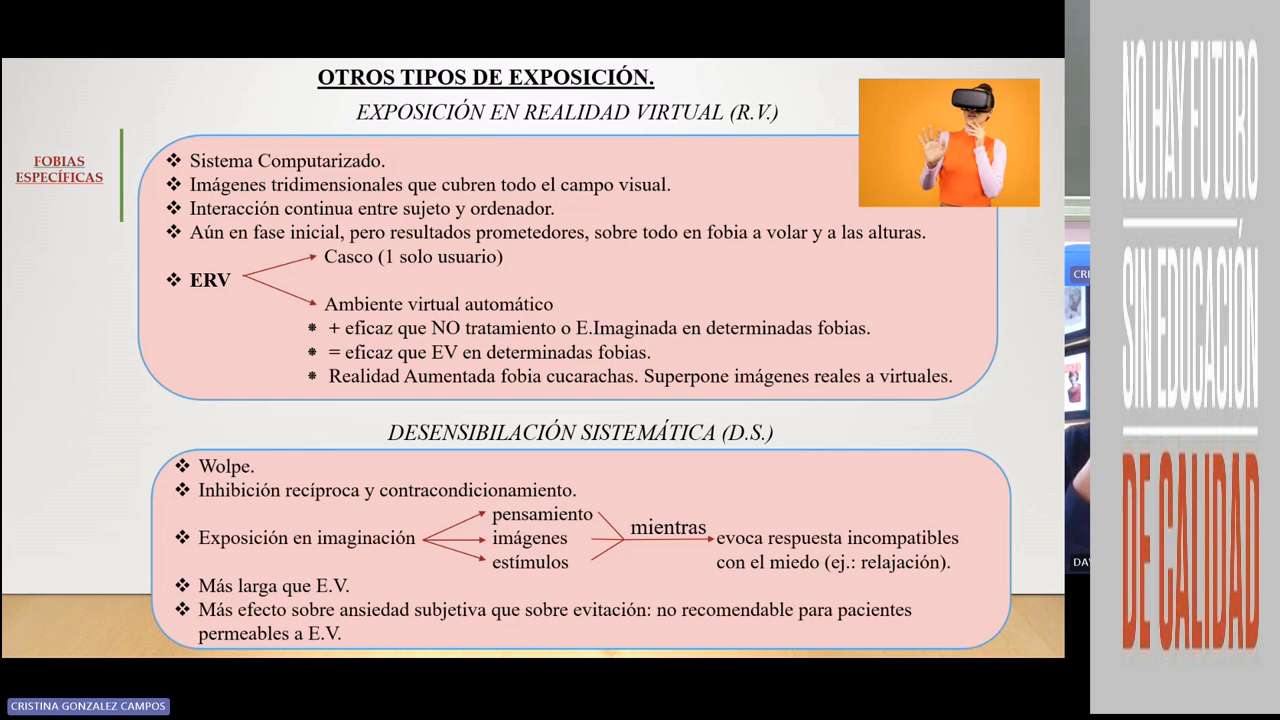 OTROS TIPOS DE EXPOSICIÓN.
EXPOSICIÓN EN REALIDAD VIRTUAL (R.V.)
FOBIAS
ESPECÍFICAS
❖ Sistema Computarizado.
❖ Imágenes tridimensionales que cubren todo el campo visual.
❖ Interacción continua entre sujeto y ordenador.
❖ Aún en fase inicial, pero resultados prometedores, sobre todo en fobia a volar y a las alturas.
Casco (1 solo usuario)
❖ ERV
Ambiente virtual automático
⁕ + eficaz que NO tratamiento o E.Imaginada en determinadas fobias.
⁕ = eficaz que EV en determinadas fobias.
⁕ Realidad Aumentada fobia cucarachas. Superpone imágenes reales a virtuales.
DESENSIBILACIÓN SISTEMÁTICA (D.S.)
❖ Wolpe.
❖ Inhibición recíproca y contracondicionamiento.
pensamiento
❖ Exposición en imaginación
imágenes
estímulos
mientras
evoca respuesta incompatibles
con el miedo (ej.: relajación).
❖ Más larga que E.V.
❖ Más efecto sobre ansiedad subjetiva que sobre evitación: no recomendable para pacientes
permeables a E.V.
CRISTINA GONZALEZ CAMPOS
CRI
DA
NO HAY FUTURO
SIN EDUCACIÓN
DE CALIDAD